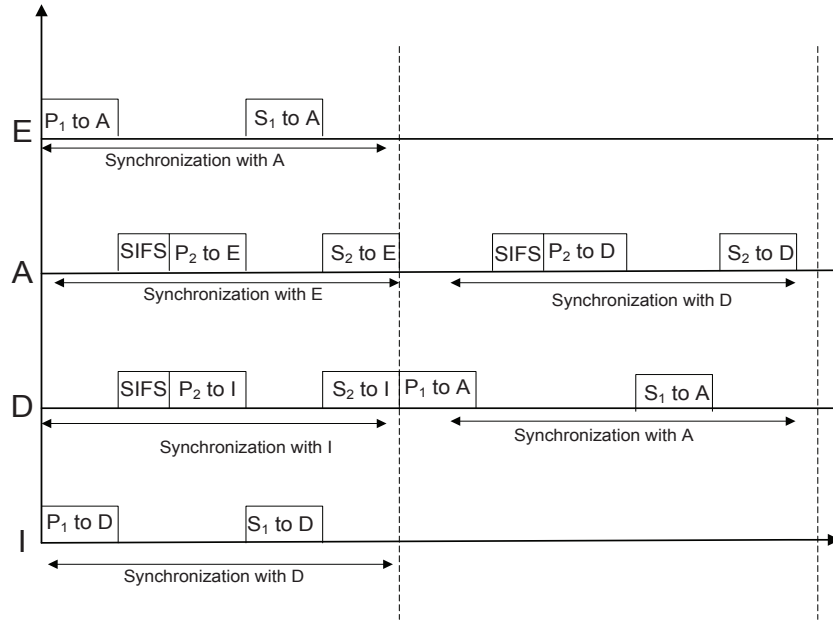 P₁ to A
S₁ to A
E
Synchronization with A
SIFS P₂ to E
S₂ to E
SIFS P₂ to D
S₂ to D
A
Synchronization with E
Synchronization with D
SIFS P₂ to I
S₂ to I
P₁ to A
S₁ to A
D
Synchronization with I
Synchronization with A
P₁ to D
S₁ to D
I
Synchronization with D